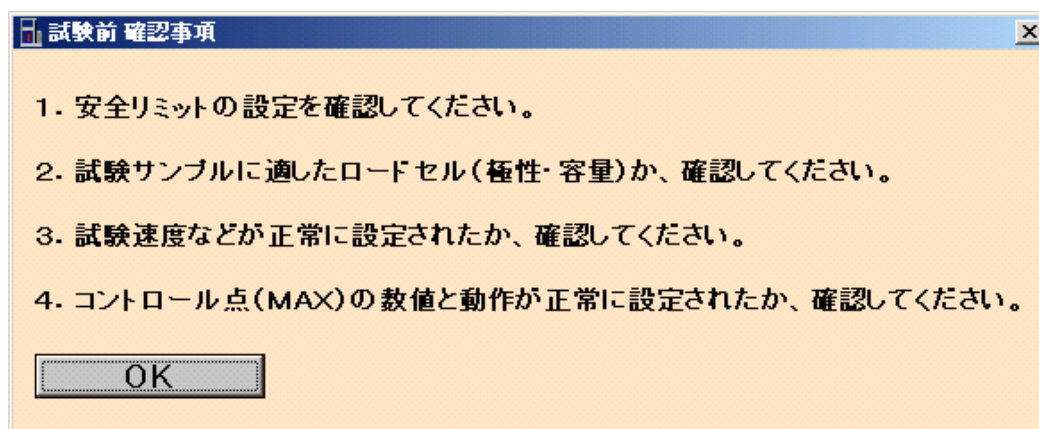 試験前 確認事項
1. 安全リミットの設定を確認してください。
2. 試験サンプルに適したロードセル(極性・容量)か、確認してください。
3. 試験速度などが正常に設定されたか、確認してください。
4. コントロール点(MAX)の数値と動作が正常に設定されたか、確認してください。
OK